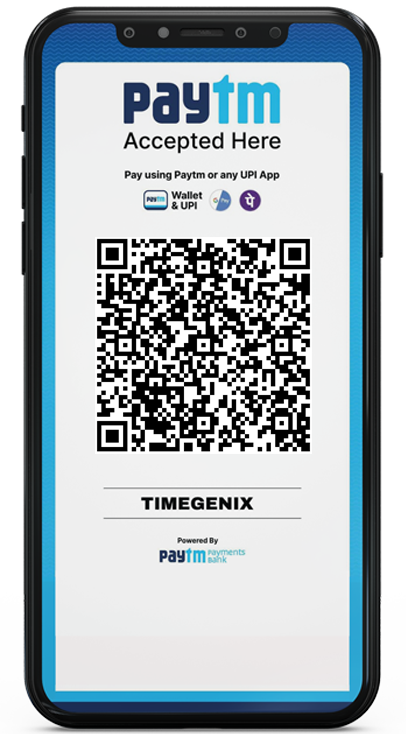 paytm
Accepted Here
Pay using Paytm or any UPI App
paytm Wallet & UPI G Pay पे
TIMEGENIX
Powered By
paytm payments bank